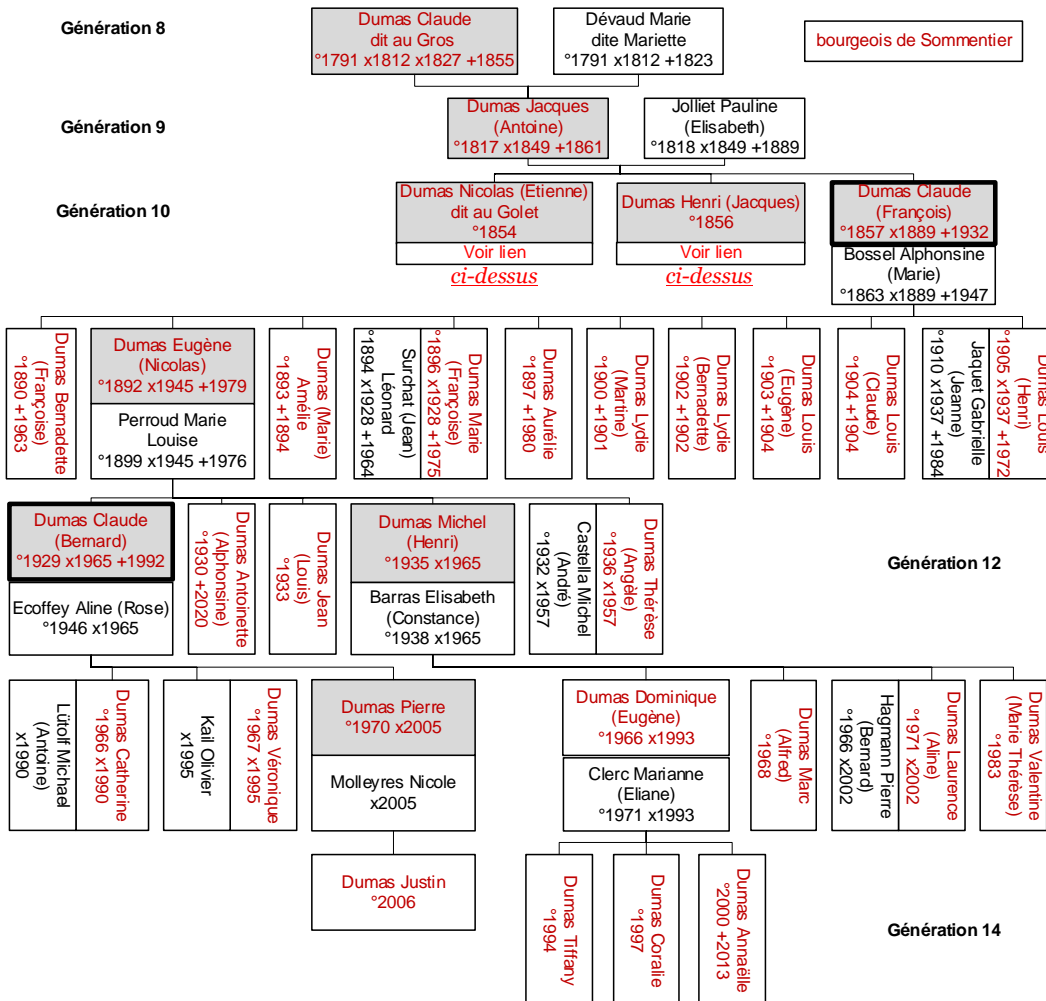 Génération 8
Dumas Claude
dit au Gros
°1791 x1812 x1827 +1855
Dévaud Marie
dite Mariette
°1791 x1812 +1823
bourgeois de Sommentier
Génération 9
Dumas Jacques
(Antoine)
°1817 x1849 +1861
Jolliet Pauline
(Elisabeth)
°1818 x1849 +1889
Génération 10
Dumas Nicolas (Etienne)
dit au Golet
°1854
Voir lien
ci-dessus
Dumas Henri (Jacques)
°1856
Voir lien
ci-dessus
Dumas Claude
(François)
°1857 x1889 +1932
Bossel Alphonsine
(Marie)
°1863 x1889 +1947
Dumas Bernadette
(Françoise)
°1890 +1963
Dumas Eugène
(Nicolas)
°1892 x1945 +1979
Perroud Marie
Louise
°1899 x1945 +1976
Dumas (Marie)
Amélie
°1893 +1894
Surchat (Jean)
Léonard
°1894 x1928 +1964
Dumas Marie
(Françoise)
°1896 x1928 +1975
Dumas Aurélie
°1897 +1980
Dumas Lydie
(Martine)
°1900 +1901
Dumas Lydie
(Bernadette)
°1902 +1902
Dumas Louis
(Eugène)
°1903 +1904
Dumas Louis
(Claude)
°1904 +1904
Jaquet Gabrielle
(Jeanne)
°1910 x1937 +1984
Dumas Louis
(Henri)
°1905 x1937 +1972
Dumas Claude
(Bernard)
°1929 x1965 +1992
Ecoffey Aline (Rose)
°1946 x1965
Dumas Antoinette
(Alphonsine)
°1930 +2020
Dumas Jean
(Louis)
°1933
Dumas Michel
(Henri)
°1935 x1965
Barras Elisabeth
(Constance)
°1938 x1965
Castella Michel
(André)
°1932 x1957
Dumas Thérèse
(Angèle)
°1936 x1957
Génération 12
Lütolf Michael
(Antoine)
x1990
Dumas Catherine
°1966 x1990
Kail Olivier
x1995
Dumas Véronique
°1967 x1995
Dumas Pierre
°1970 x2005
Molleyres Nicole
x2005
Dumas Dominique
(Eugène)
°1966 x1993
Clerc Marianne
(Eliane)
°1971 x1993
Dumas Marc
(Alfred)
°1968
Hagmann Pierre
(Bernard)
°1966 x2002
Dumas Laurence
(Aline)
°1971 x2002
Dumas Valentine
(Marie Thérèse)
°1983
Dumas Justin
°2006
Dumas Tiffany
°1994
Dumas Coralie
°1997
Dumas Annaëlle
°2000 +2013
Génération 14